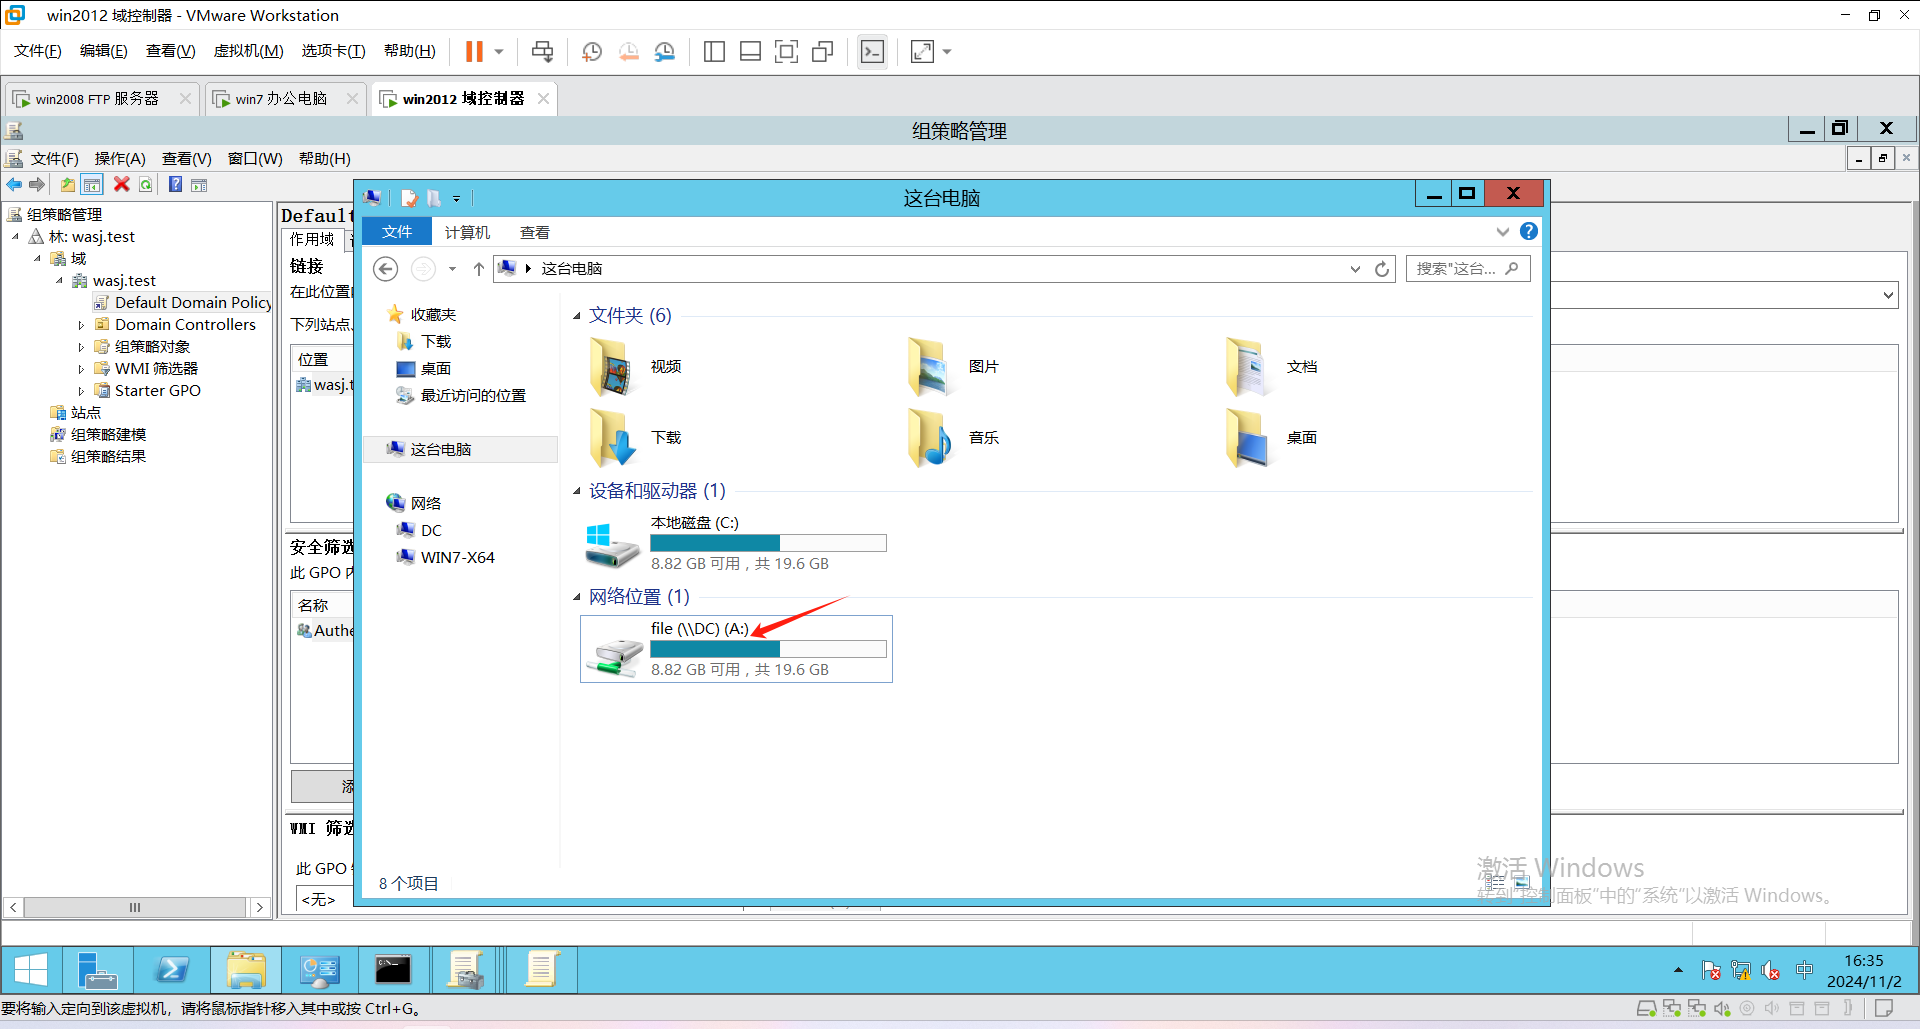 win2012 域控制器 - VMware Workstation
文件(F) 编辑(E) 查看(V) 虚拟机(M) 选项卡(T) 帮助(H)
win2008 FTP 服务器
win7 办公电脑
win2012 域控制器
组策略管理
文件(F) 操作(A) 查看(V) 窗口(W) 帮助(H)
组策略管理
林: wasj.test
域
wasj.test
Default Domain Policy
Domain Controllers
组策略对象
WMI 筛选器
Starter GPO
站点
组策略建模
组策略结果
Default
作用域
链接
在此位置
下列站点、
位置
wasj.t
安全筛选
此 GPO 内
名称
Authe
添
WMI 筛选
此 GPO
<无>
这台电脑
文件 计算机 查看
这台电脑
搜索"这台...
收藏夹
下载
桌面
最近访问的位置
这台电脑
网络
DC
WIN7-X64
文件夹 (6)
视频
图片
文档
下载
音乐
桌面
设备和驱动器 (1)
本地磁盘 (C:)
8.82 GB 可用，共 19.6 GB
网络位置 (1)
file (\\DC) (A:)
8.82 GB 可用，共 19.6 GB
8 个项目
激活 Windows
转到"控制面板"中的"系统"以激活 Windows。
中
16:35
2024/11/2
要将输入定向到该虚拟机，请将鼠标指针移入其中或按 Ctrl+G。